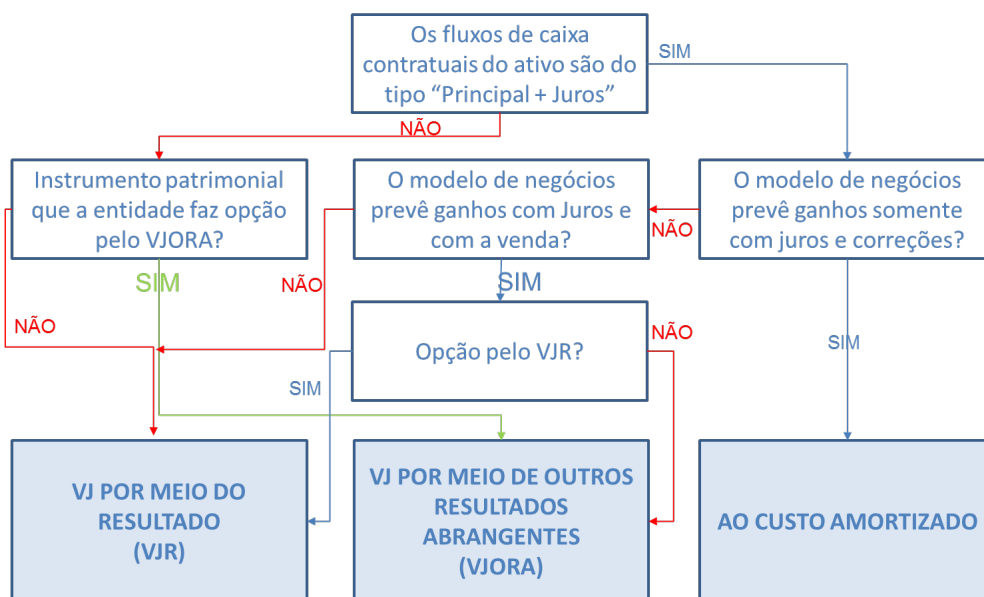 Os fluxos de caixa
contratuais do ativo são do
tipo “Principal + Juros”
SIM
NÃO
Instrumento patrimonial
que a entidade faz opção
pelo VJORA?
O modelo de negócios
prevê ganhos com Juros e
com a venda?
NÃO
O modelo de negócios
prevê ganhos somente
com juros e correções?
SIM
NÃO
SIM
NÃO
Opção pelo VJR?
NÃO
SIM
SIM
VJ POR MEIO DO
RESULTADO
(VJR)
VJ POR MEIO DE OUTROS
RESULTADOS
ABRANGENTES
(VJORA)
AO CUSTO AMORTIZADO